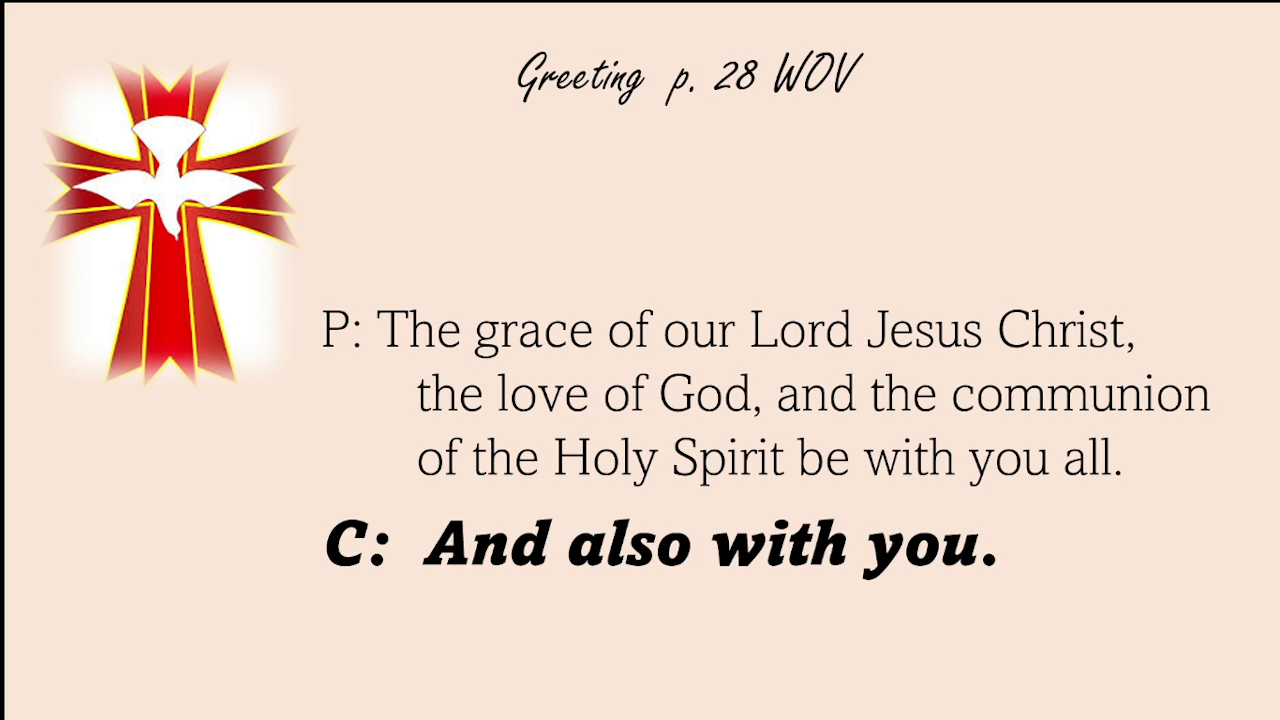 Greeting p. 28 WOV
P: The grace of our Lord Jesus Christ,
the love of God, and the communion
of the Holy Spirit be with you all.
C: And also with you.